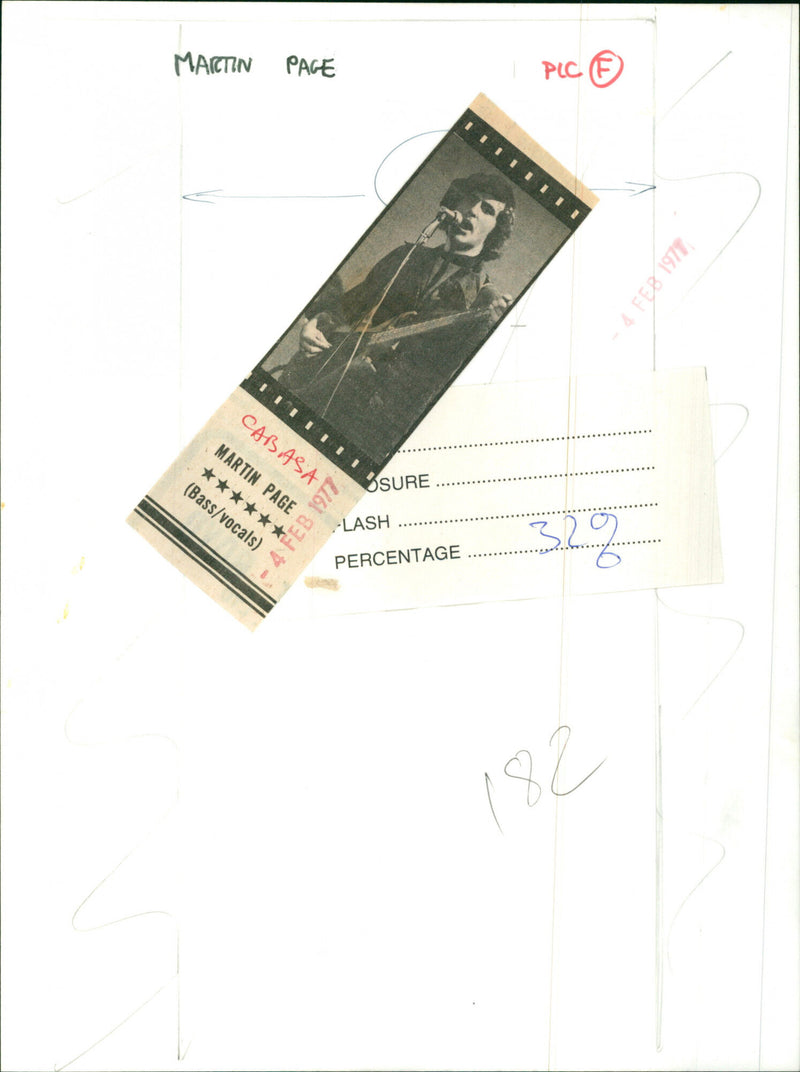 MARTIN PAGE
PLC F
- 4 FEB 1977
CABASA
MARTIN PAGE
★★★★★★
(Bass/vocals)
- 4 FEB 1977
OSURE
LASH
PERCENTAGE 32%
182